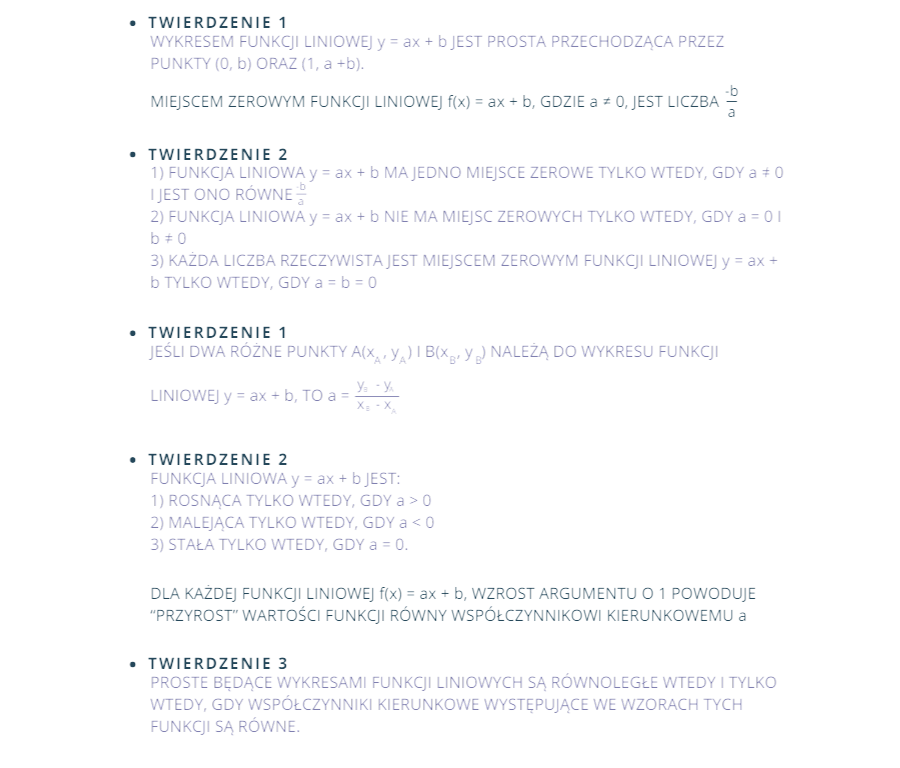 • TWIERDZENIE 1
WYKRESEM FUNKCJI LINIOWEJ y = ax + b JEST PROSTA PRZECHODZĄCA PRZEZ
PUNKTY (0, b) ORAZ (1, a +b).
MIEJSCEM ZEROWYM FUNKCJI LINIOWEJ f(x) = ax + b, GDZIE a ≠ 0, JEST LICZBA -b/a
• TWIERDZENIE 2
1) FUNKCJA LINIOWA y = ax + b MA JEDNO MIEJSCE ZEROWE TYLKO WTEDY, GDY a ≠ 0
I JEST ONO RÓWNE -b/a
2) FUNKCJA LINIOWA y = ax + b NIE MA MIEJSC ZEROWYCH TYLKO WTEDY, GDY a = 0 I
b ≠ 0
3) KAŻDA LICZBA RZECZYWISTA JEST MIEJSCEM ZEROWYM FUNKCJI LINIOWEJ y = ax +
b TYLKO WTEDY, GDY a = b = 0
• TWIERDZENIE 1
JEŚLI DWA RÓŻNE PUNKTY A(x_A, y_A) I B(x_B, y_B) NALEŻĄ DO WYKRESU FUNKCJI
LINIOWEJ y = ax + b, TO a = (y_B - y_A)/(x_B - x_A)
• TWIERDZENIE 2
FUNKCJA LINIOWA y = ax + b JEST:
1) ROSNĄCA TYLKO WTEDY, GDY a > 0
2) MALEJĄCA TYLKO WTEDY, GDY a < 0
3) STAŁA TYLKO WTEDY, GDY a = 0.
DLA KAŻDEJ FUNKCJI LINIOWEJ f(x) = ax + b, WZROST ARGUMENTU O 1 POWODUJE
“PRZYROST” WARTOŚCI FUNKCJI RÓWNY WSPÓŁCZYNNIKOWI KIERUNKOWEMU a
• TWIERDZENIE 3
PROSTE BĘDĄCE WYKRESAMI FUNKCJI LINIOWYCH SĄ RÓWNOLEGŁE WTEDY I TYLKO
WTEDY, GDY WSPÓŁCZYNNIKI KIERUNKOWE WYSTĘPUJĄCE WE WZORACH TYCH
FUNKCJI SĄ RÓWNE.